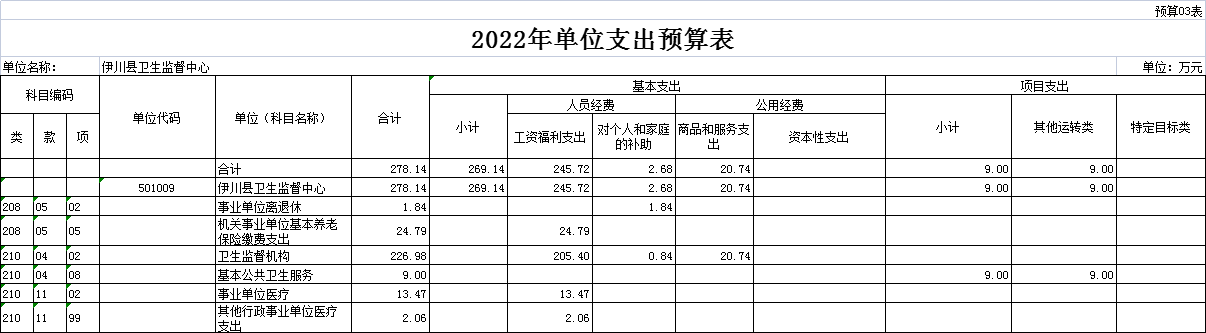 预算03表
2022年单位支出预算表
单位名称： 伊川县卫生监督中心 单位：万元
科目编码 单位代码 单位（科目名称） 合计 基本支出 项目支出
类 款 项 小计 人员经费 公用经费 小计 其他运转类 特定目标类
工资福利支出 对个人和家庭的补助 商品和服务支出 资本性支出
合计 278.14 269.14 245.72 2.68 20.74 9.00 9.00
501009 伊川县卫生监督中心 278.14 269.14 245.72 2.68 20.74 9.00 9.00
208 05 02 事业单位离退休 1.84 1.84
208 05 05 机关事业单位基本养老保险缴费支出 24.79 24.79
210 04 02 卫生监督机构 226.98 205.40 0.84 20.74
210 04 08 基本公共卫生服务 9.00 9.00 9.00
210 11 02 事业单位医疗 13.47 13.47
210 11 99 其他行政事业单位医疗支出 2.06 2.06